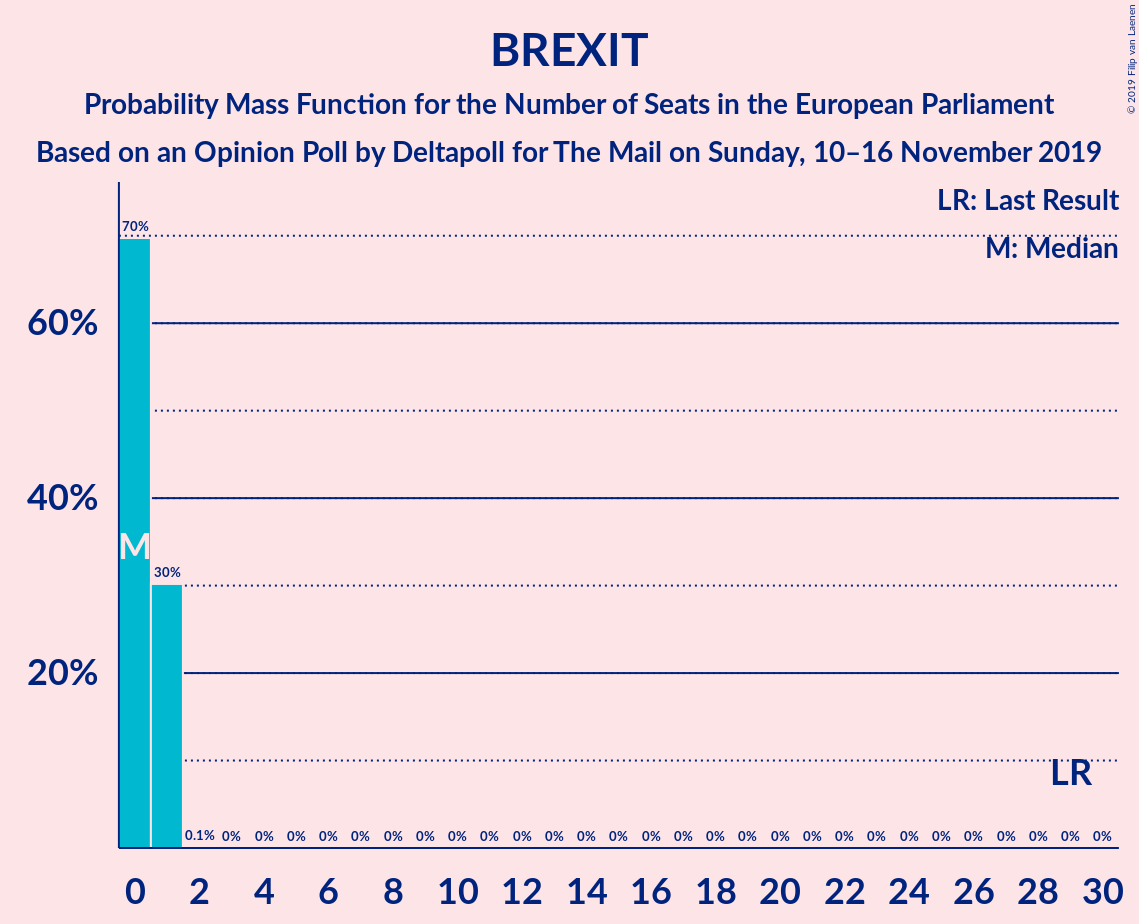 © 2019 Filip van Laenen
BREXIT
Probability Mass Function for the Number of Seats in the European Parliament
Based on an Opinion Poll by Deltapoll for The Mail on Sunday, 10–16 November 2019
LR: Last Result
M: Median
70%
60%
40%
M
30%
20%
LR
0.1% 0% 0% 0% 0% 0% 0% 0% 0% 0% 0% 0% 0% 0% 0% 0% 0% 0% 0% 0% 0% 0% 0% 0% 0% 0% 0% 0% 0%
0 2 4 6 8 10 12 14 16 18 20 22 24 26 28 30